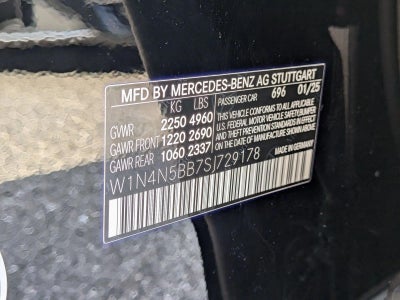 MFD BY MERCEDES-BENZ AG STUTTGART
KG LBS PASSENGER CAR 696 01/25
GVWR 2250 4960
GAWR FRONT 1220 2690
GAWR REAR 1060 2337
THIS VEHICLE CONFORMS TO ALL APPLICABLE
U.S. FEDERAL MOTOR VEHICLE SAFETY/BUMPER
AND THEFT PREVENTION STANDARDS IN EFFECT
ON THE DATE OF MANUFACTURE SHOWN ABOVE
MADE IN GERMANY
W1N4N5BB7SJ729178